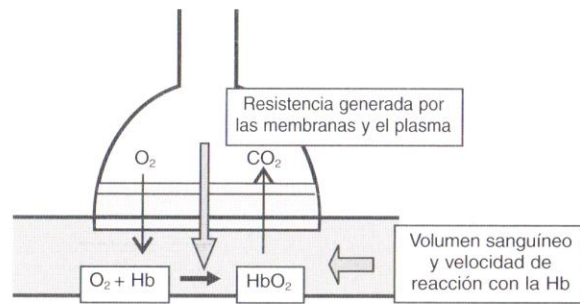 Resistencia generada por
las membranas y el plasma
O₂
CO₂
Volumen sanguíneo
y velocidad de
reacción con la Hb
O₂ + Hb
HbO₂